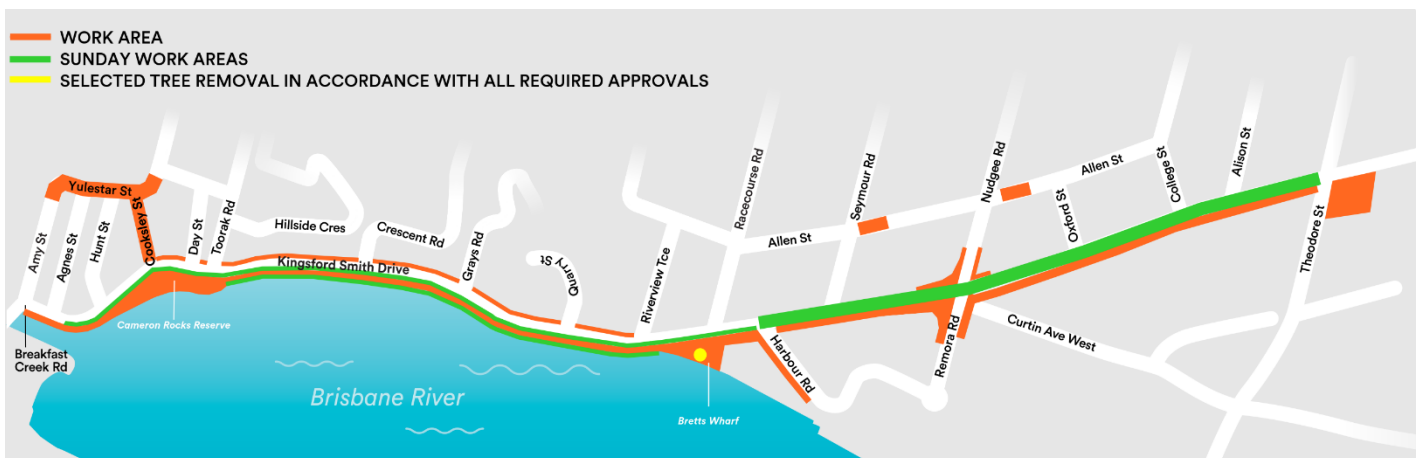 WORK AREA
SUNDAY WORK AREAS
SELECTED TREE REMOVAL IN ACCORDANCE WITH ALL REQUIRED APPROVALS
Yulestar St
Amy St
Agnes St
Hunt St
Cooksley St
Day St
Toorak Rd
Hillside Cres
Crescent Rd
Kingsford Smith Drive
Grays Rd
Quarry St
Riverview Tce
Racecourse Rd
Allen St
Seymour Rd
Nudgee Rd
Allen St
Oxford St
College St
Alison St
Theodore St
Cameron Rocks Reserve
Breakfast
Creek Rd
Harbour Rd
Remora Rd
Curtin Ave West
Brisbane River
Bretts Wharf